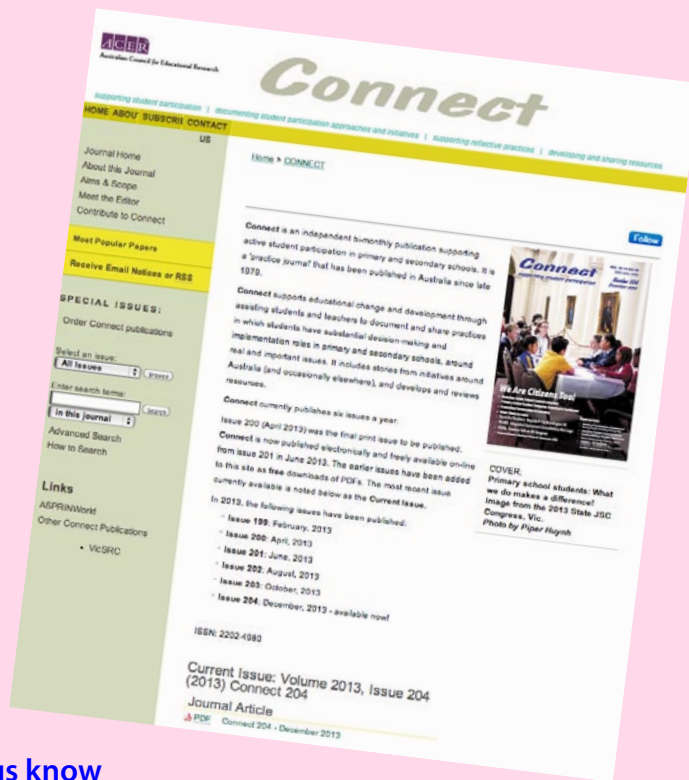 ACER
Australian Council for Educational Research
Connect
supporting student participation | documenting student participation approaches and initiatives | supporting reflective practices | developing and sharing resources
HOME ABOUT SUBSCRIBE CONTACT
US
Journal Home
About this Journal
Aims & Scope
Meet the Editor
Contribute to Connect
Most Popular Papers
Receive Email Notices or RSS
SPECIAL ISSUES:
Order Connect publications
Select an issue:
All Issues
Browse
Enter search terms:
Search
in this journal
Advanced Search
How to Search
Links
ASPRINWorld
Other Connect Publications
• VicSRC
Home > CONNECT
Follow
Connect is an independent bimonthly publication supporting
active student participation in primary and secondary schools. It is
a 'practice journal' that has been published in Australia since late
1979.
Connect supports educational change and development through
assisting students and teachers to document and share practices
in which students have substantial decision-making and
implementation roles in primary and secondary schools, around
real and important issues. It includes stories from initiatives around
Australia (and occasionally elsewhere), and develops and reviews
resources.
Connect currently publishes six issues a year.
Issue 200 (April 2013) was the final print issue to be published.
Connect is now published electronically and freely available on-line
from issue 201 in June 2013. The earlier issues have been added
to this site as free downloads of PDFs. The most recent issue
currently available is noted below as the Current Issue.
In 2013, the following issues have been published:
Issue 199: February, 2013
Issue 200: April, 2013
Issue 201: June, 2013
Issue 202: August, 2013
Issue 203: October, 2013
Issue 204: December, 2013 - available now!
ISSN: 2202-4980
Current Issue: Volume 2013, Issue 204
(2013) Connect 204
Journal Article
PDF Connect 204 - December 2013
Connect
supporting student participation
Number 204
December 2013
We Are Citizens Too!
COVER:
Primary school students: What
we do makes a difference!
Image from the 2013 State JSC
Congress, Vic.
Photo by Piper Huynh
us know